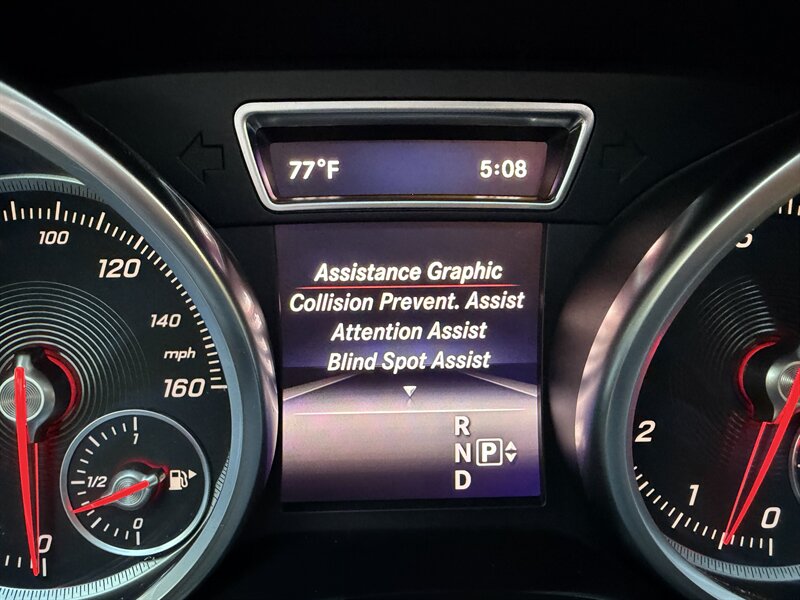 77°F 5:08
Assistance Graphic
Collision Prevent. Assist
Attention Assist
Blind Spot Assist
R
N P
D
100
120
140
mph
160
1
1/2
0
0
2
1
0